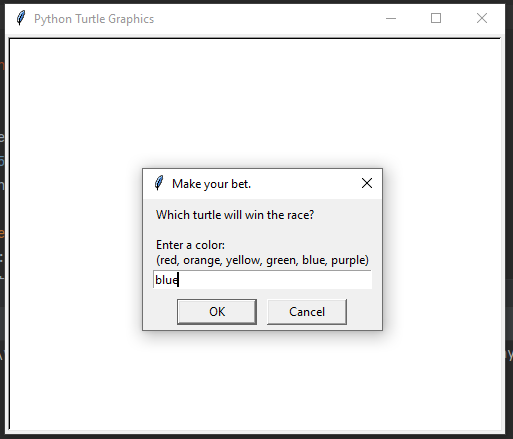 Python Turtle Graphics
Make your bet.
Which turtle will win the race?
Enter a color:
(red, orange, yellow, green, blue, purple)
blue
OK
Cancel